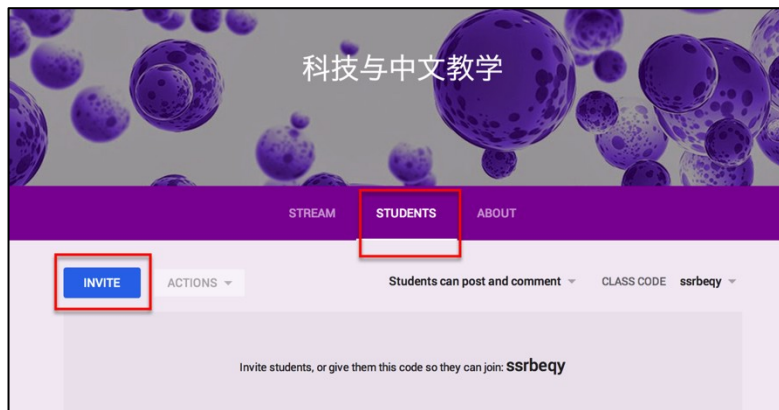 科技与中文教学
STREAM STUDENTS ABOUT
INVITE ACTIONS Students can post and comment CLASS CODE ssrbeqy
Invite students, or give them this code so they can join: ssrbeqy